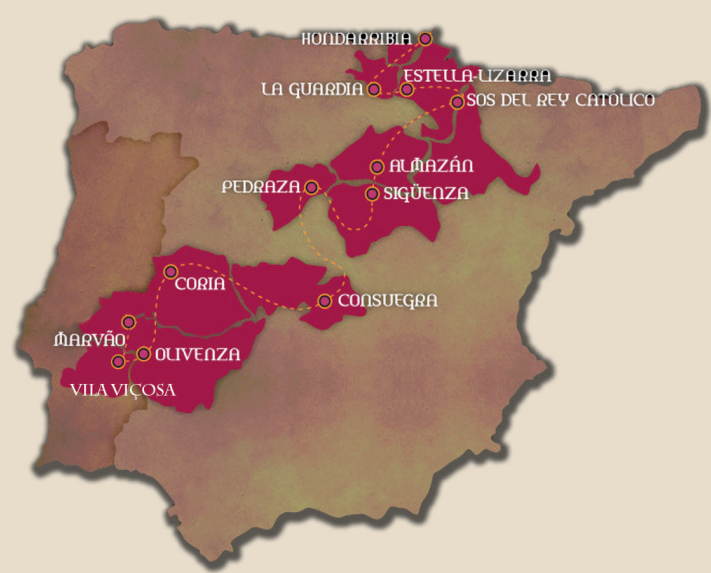 HONDARRIBIA
ESTELLA-LIZARRA
LA GUARDIA
SOS DEL REY CATÓLICO
ALMAZÁN
PEDRAZA
SIGÜENZA
CORIA
CONSUEGRA
MARVÃO
OLIVENZA
VILA VIÇOSA